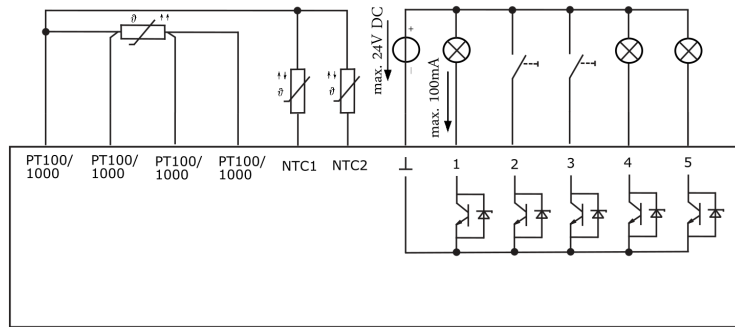 ϑ
ϑ
ϑ
+
−
max. 24V DC
max. 100mA
PT100/
1000
PT100/
1000
PT100/
1000
PT100/
1000
NTC1
NTC2
⊥
1
2
3
4
5